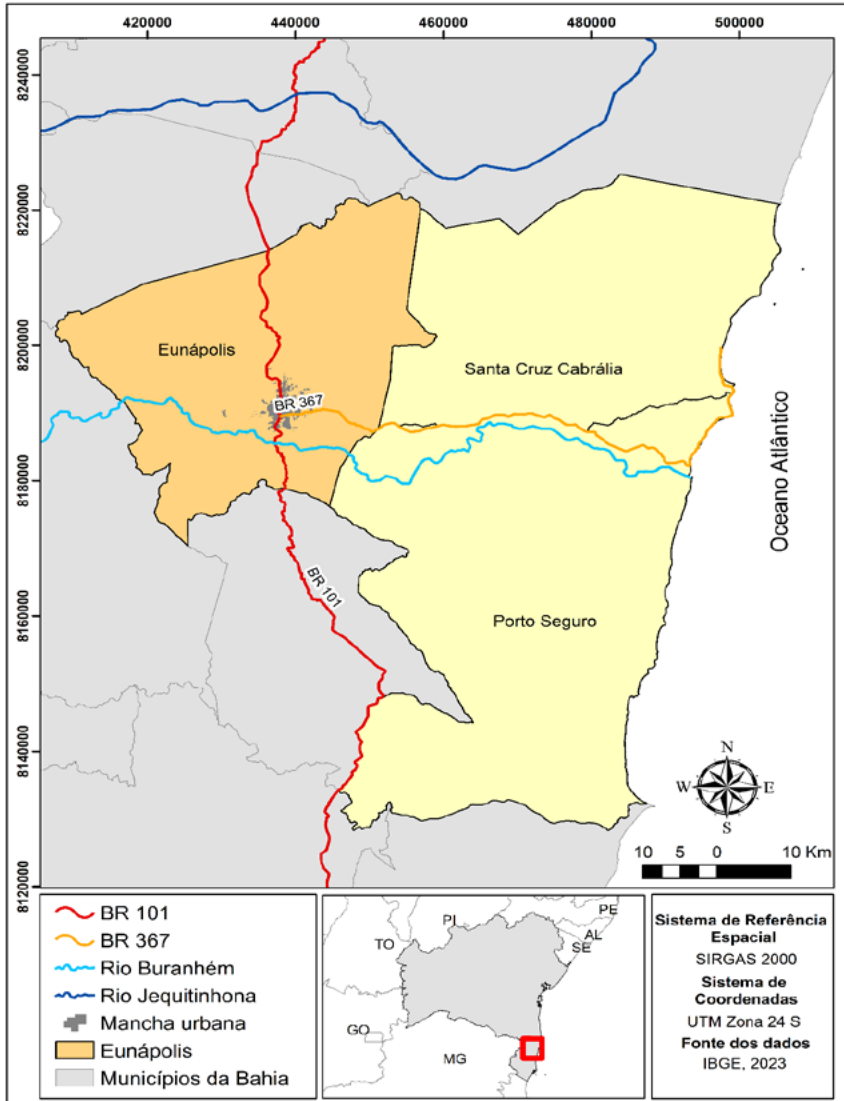 420000 440000 460000 480000 500000
8240000
8220000
8200000
8180000
8160000
8140000
8120000
Eunápolis
Santa Cruz Cabrália
BR 367
Oceano Atlântico
BR 101
Porto Seguro
N
W E
S
10 5 0 10 Km
BR 101
BR 367
Rio Buranhém
Rio Jequitinhona
Mancha urbana
Eunápolis
Municípios da Bahia
PI
PE
AL
SE
TO
GO
MG
Sistema de Referência
Espacial
SIRGAS 2000
Sistema de
Coordenadas
UTM Zona 24 S
Fonte dos dados
IBGE, 2023